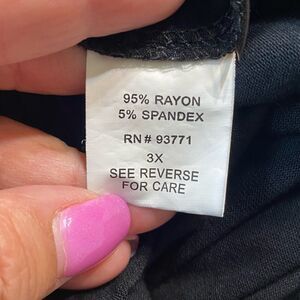 95% RAYON
5% SPANDEX
RN# 93771
3X
SEE REVERSE
FOR CARE